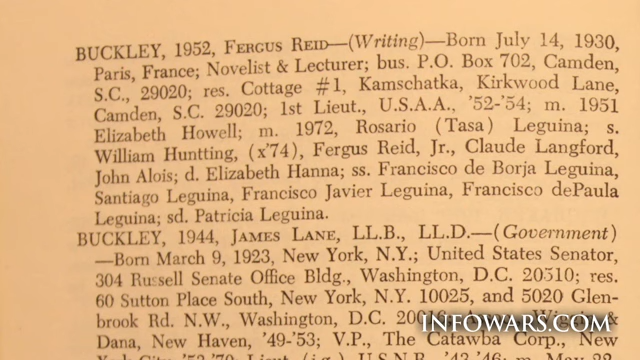 BUCKLEY, 1952, FERGUS REID—(Writing)—Born July 14, 1930,
Paris, France; Novelist & Lecturer; bus. P.O. Box 702, Camden,
S.C., 29020; res. Cottage #1, Kamschatka, Kirkwood Lane,
Camden, S.C. 29020; 1st Lieut., U.S.A.A., '52-'54; m. 1951
Elizabeth Howell; m. 1972, Rosario (Tasa) Leguina; s.
William Huntting, (x'74), Fergus Reid, Jr., Claude Langford,
John Alois; d. Elizabeth Hanna; ss. Francisco de Borja Leguina,
Santiago Leguina, Francisco Javier Leguina, Francisco dePaula
Leguina; sd. Patricia Leguina.
BUCKLEY, 1944, JAMES LANE, LL.B., LL.D.—(Government)
—Born March 9, 1923, New York, N.Y.; United States Senator,
304 Russell Senate Office Bldg., Washington, D.C. 20510; res.
60 Sutton Place South, New York, N.Y. 10025, and 5020 Glen-
brook Rd. N.W., Washington, D.C. Wiggin &
Dana, New Haven, '49-'53; V.P., The Catawba Corp., New
INFOWARS.COM